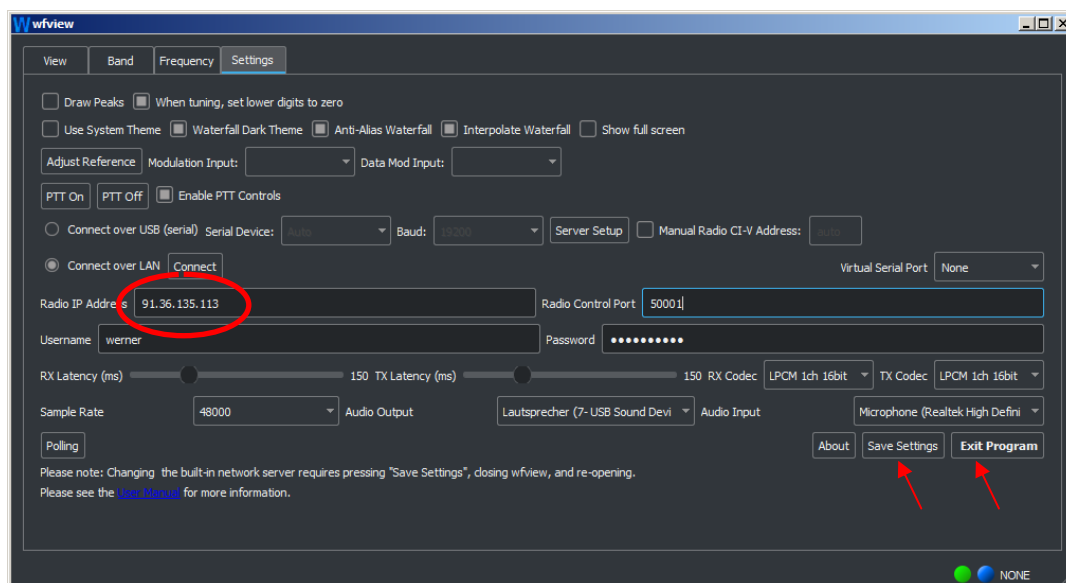 wfview
View Band Frequency Settings
Draw Peaks When tuning, set lower digits to zero
Use System Theme Waterfall Dark Theme Anti-Alias Waterfall Interpolate Waterfall Show full screen
Adjust Reference Modulation Input: Data Mod Input:
PTT On PTT Off Enable PTT Controls
Connect over USB (serial) Serial Device: Auto Baud: 19200 Server Setup Manual Radio CI-V Address: auto
Connect over LAN Connect Virtual Serial Port None
Radio IP Address 91.36.135.113 Radio Control Port 50001
Username werner Password ••••••••••
RX Latency (ms) 150 TX Latency (ms) 150 RX Codec LPCM 1ch 16bit TX Codec LPCM 1ch 16bit
Sample Rate 48000 Audio Output Lautsprecher (7- USB Sound Devi Audio Input Microphone (Realtek High Defini
Polling About Save Settings Exit Program
Please note: Changing the built-in network server requires pressing "Save Settings", closing wfview, and re-opening.
Please see the User Manual for more information.
NONE